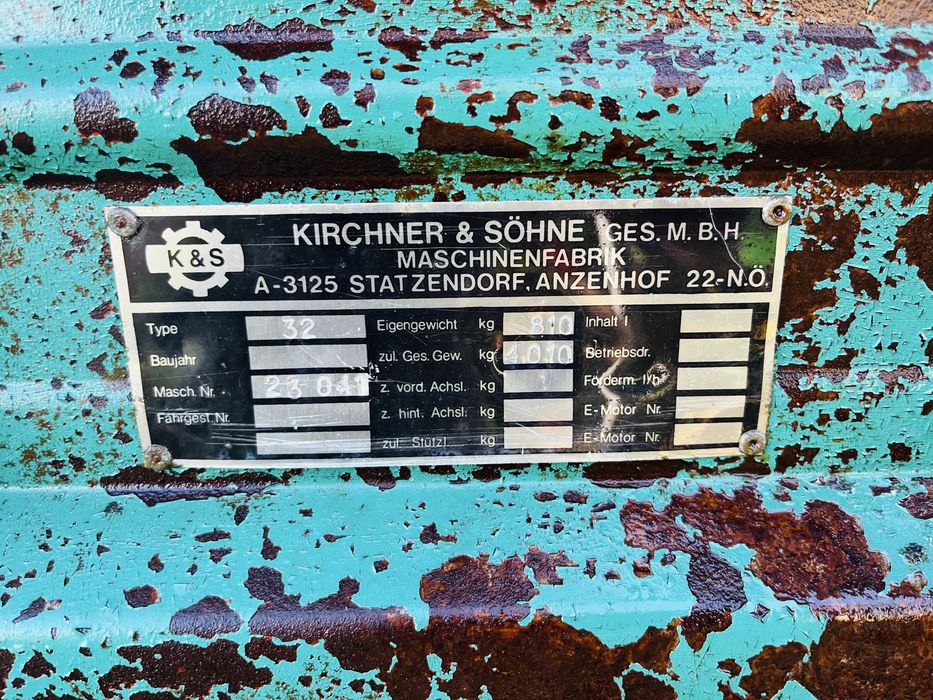 K & S
KIRCHNER & SÖHNE GES. M. B. H.
MASCHINENFABRIK
A-3125 STATZENDORF, ANZENHOF 22-N.Ö.
Type 32 Eigengewicht kg 810 Inhalt l
Baujahr zul. Ges. Gew. kg 4.010 Betriebsdr.
Masch. Nr. 23 041 z. vord. Achsl. kg Förderm. l/h
Fahrgest. Nr. z. hint. Achsl. kg E-Motor Nr.
zul. Stützl. kg E-Motor Nr.